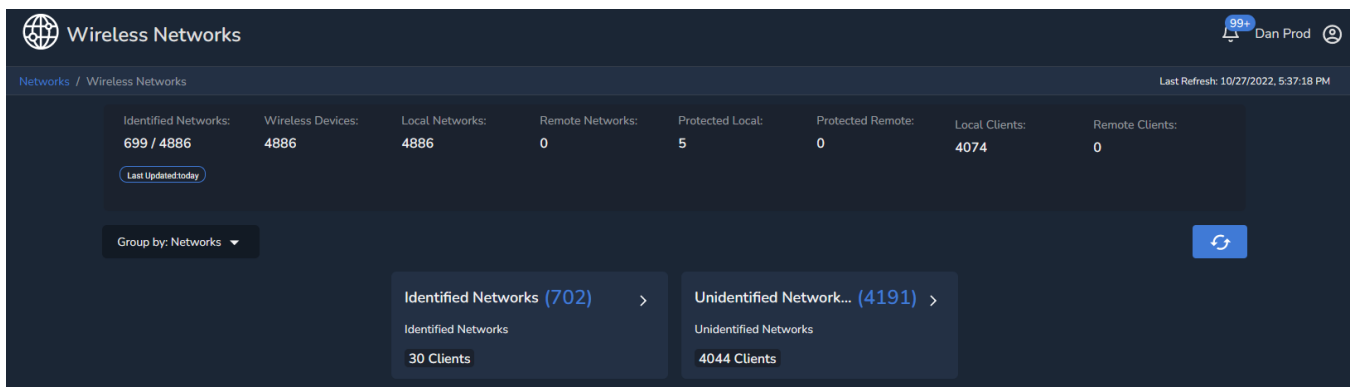 Wireless Networks
99+
Dan Prod
Networks / Wireless Networks
Last Refresh: 10/27/2022, 5:37:18 PM
Identified Networks: Wireless Devices: Local Networks: Remote Networks: Protected Local: Protected Remote: Local Clients: Remote Clients:
699 / 4886 4886 4886 0 5 0 4074 0
Last Updated:today
Group by: Networks
Identified Networks (702)
Identified Networks
30 Clients
Unidentified Network... (4191)
Unidentified Networks
4044 Clients